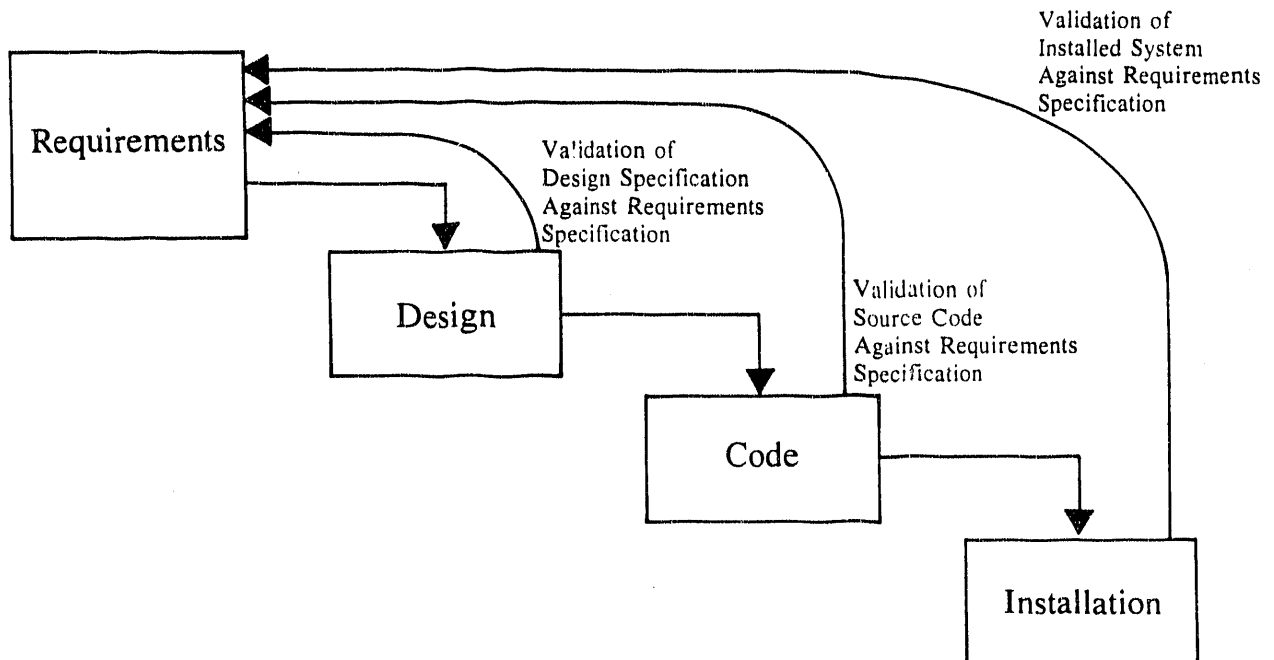 Validation of
Installed System
Against Requirements
Specification
Requirements
Validation of
Design Specification
Against Requirements
Specification
Design
Validation of
Source Code
Against Requirements
Specification
Code
Installation